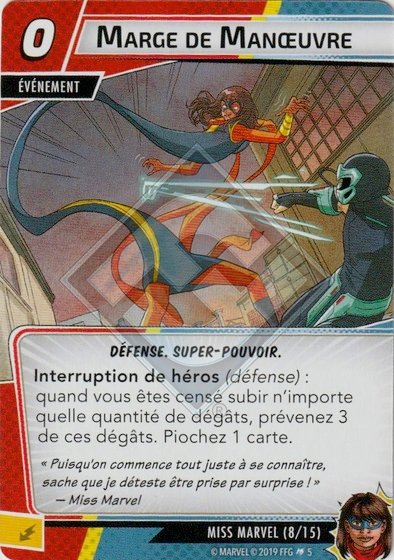 0
MARGE DE MANŒUVRE
ÉVÉNEMENT
DÉFENSE. SUPER-POUVOIR.
Interruption de héros (défense) :
quand vous êtes censé subir n’importe
quelle quantité de dégâts, prévenez 3
de ces dégâts. Piochez 1 carte.
« Puisqu’on commence tout juste à se connaître,
sache que je déteste être prise par surprise ! »
— Miss Marvel
MISS MARVEL (8/15)
© MARVEL © 2019 FFG 5